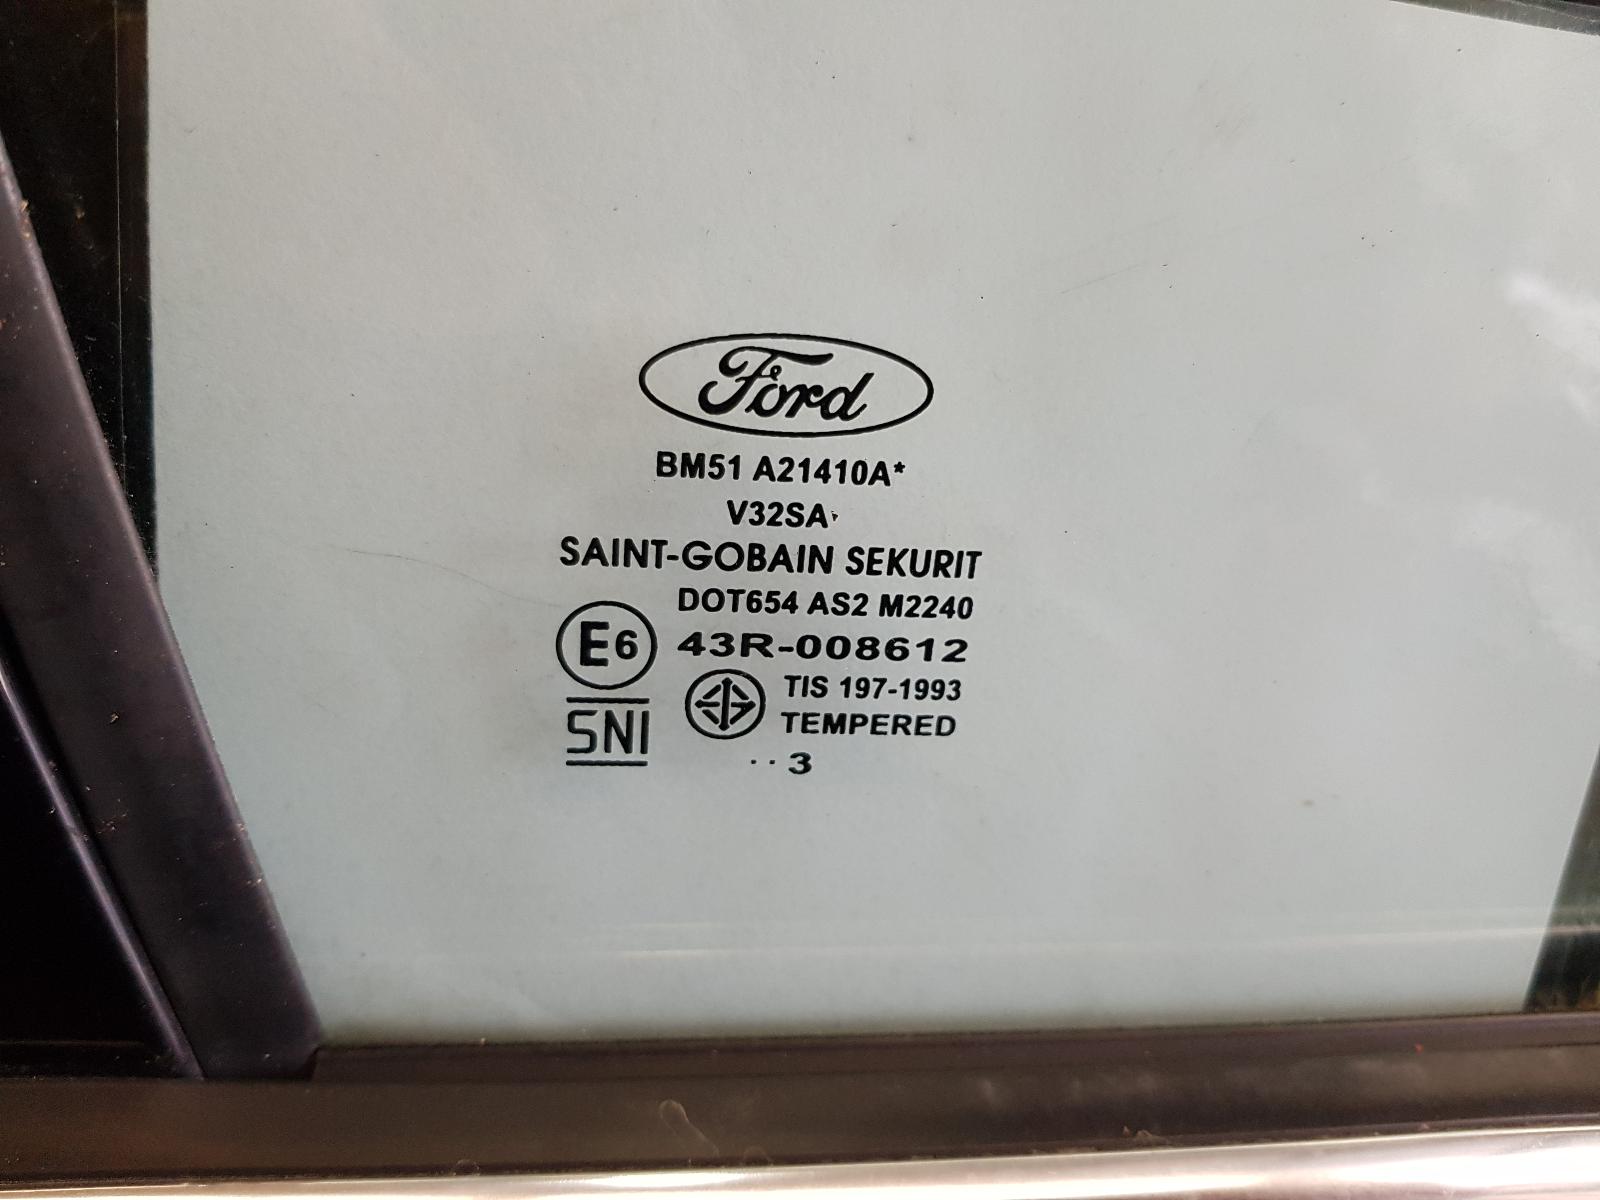 Ford
BM51 A21410A*
V32SA
SAINT-GOBAIN SEKURIT
DOT654 AS2 M2240
E6 43R-008612
SNI TIS 197-1993
TEMPERED
..3